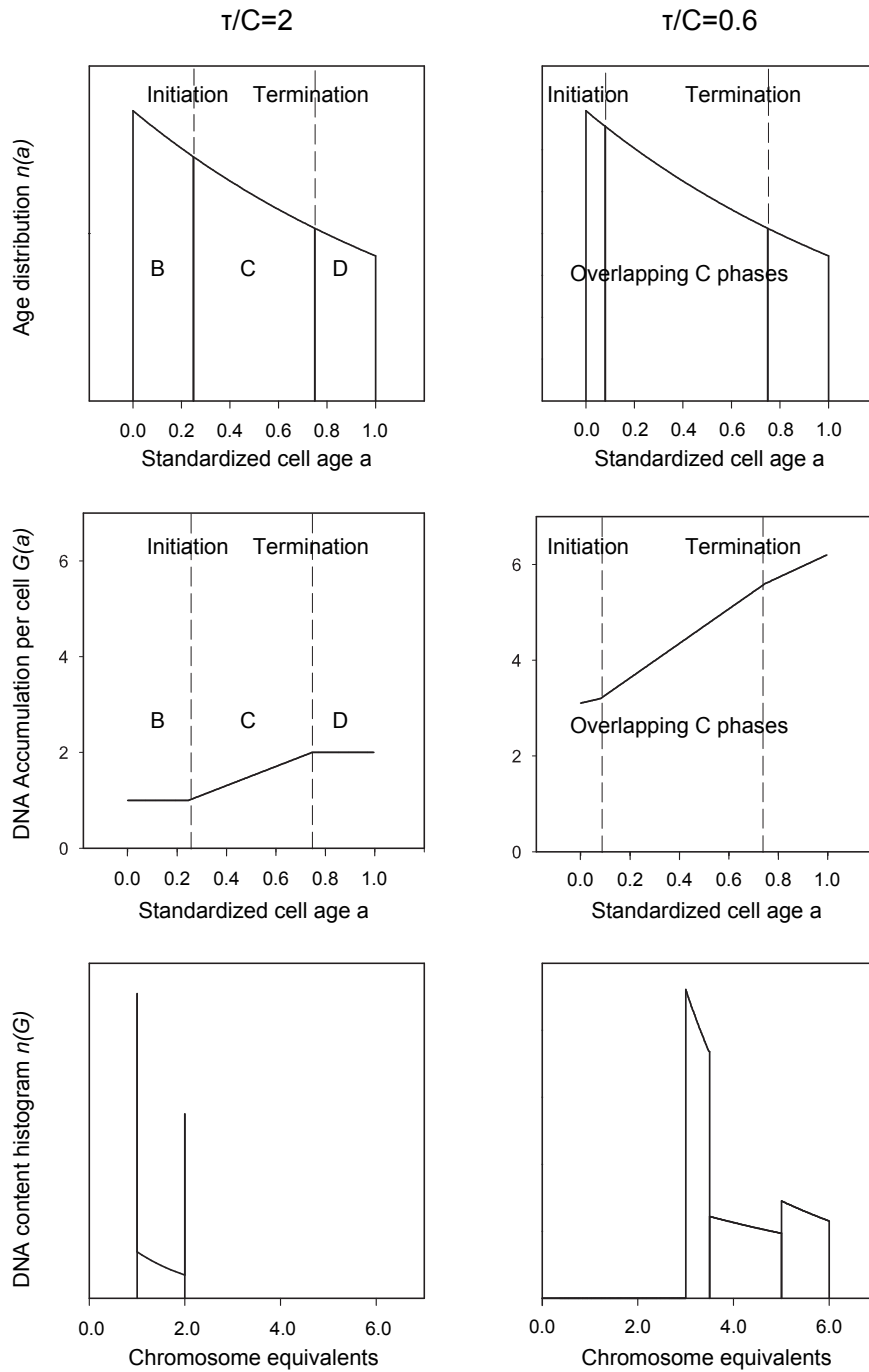 τ/C=2
τ/C=0.6
Age distribution n(a)
Initiation Termination
B C D
0.0 0.2 0.4 0.6 0.8 1.0
Standardized cell age a
Initiation Termination
Overlapping C phases
0.0 0.2 0.4 0.6 0.8 1.0
Standardized cell age a
DNA Accumulation per cell G(a)
Initiation Termination
6
4
B C D
2
0
0.0 0.2 0.4 0.6 0.8 1.0
Standardized cell age a
Initiation Termination
6
4
Overlapping C phases
2
0
0.0 0.2 0.4 0.6 0.8 1.0
Standardized cell age a
DNA content histogram n(G)
0.0 2.0 4.0 6.0
Chromosome equivalents
0.0 2.0 4.0 6.0
Chromosome equivalents